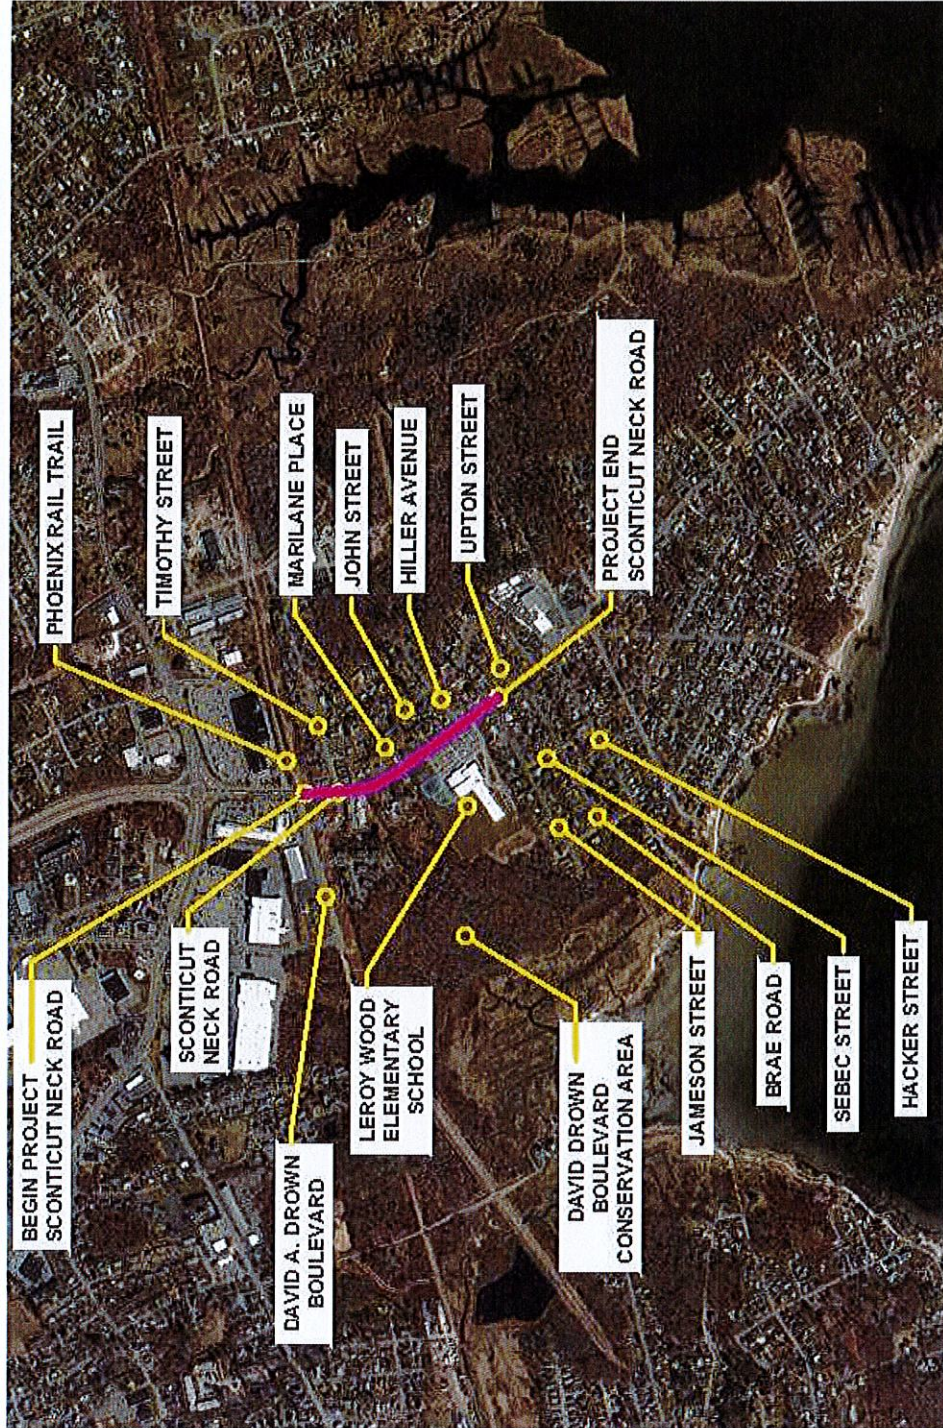 BEGIN PROJECT
SCONTICUT NECK ROAD
PHOENIX RAIL TRAIL
TIMOTHY STREET
SCONTICUT
NECK ROAD
DAVID A. DROWN
BOULEVARD
MARILANE PLACE
JOHN STREET
LEROY WOOD
ELEMENTARY
SCHOOL
HILLER AVENUE
UPTON STREET
DAVID DROWN
BOULEVARD
CONSERVATION AREA
PROJECT END
SCONTICUT NECK ROAD
JAMESON STREET
BRAE ROAD
SEBEC STREET
HACKER STREET